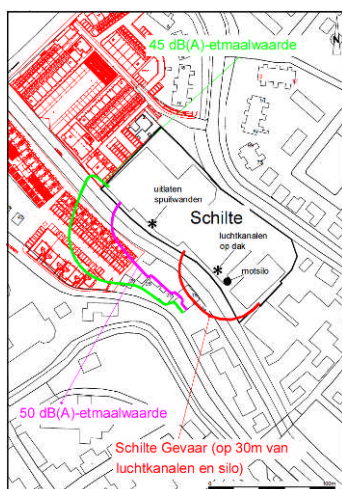 45 dB(A)-etmaalwaarde
N
uitlaten
spuitwanden
Schilte
luchtkanalen
op dak
motsilo
50 dB(A)-etmaalwaarde
Schilte Gevaar (op 30m van
luchtkanalen en silo)
100m